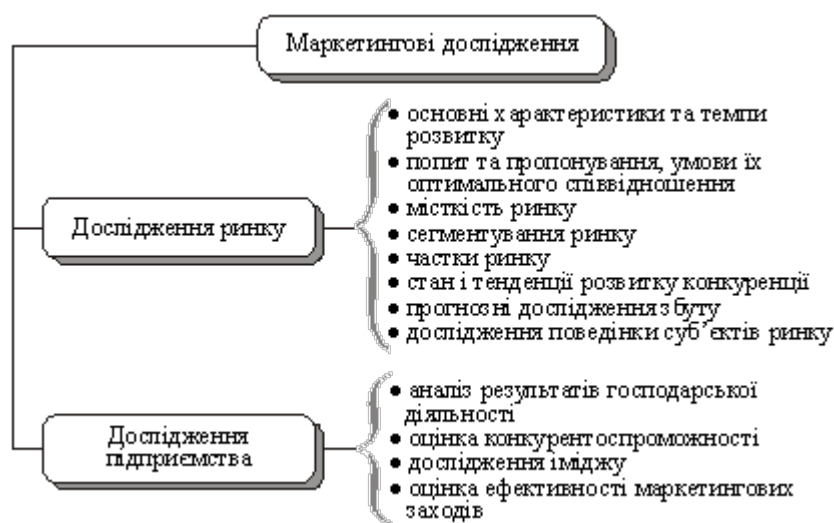 Маркетингові дослідження
● основні характеристики та темпи
розвитку
● попит та пропонування, умови їх
оптимального співвідношення
● місткість ринку
Дослідження ринку
● сегментування ринку
● частки ринку
● стан і тенденції розвитку конкуренції
● прогнозні дослідження збуту
● дослідження поведінки суб’єктів ринку
● аналіз результатів господарської
діяльності
Дослідження
підприємства
● оцінка конкурентоспроможності
● дослідження іміджу
● оцінка ефективності маркетингових
заходів